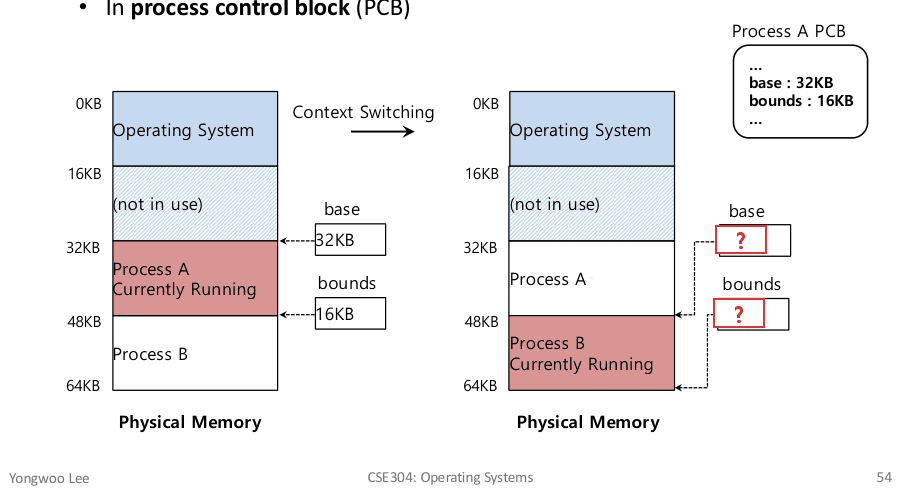 • In process control block (PCB)
Process A PCB
...
base : 32KB
bounds : 16KB
...
Context Switching
0KB
Operating System
16KB
(not in use)
base
32KB
32KB
Process A
Currently Running
bounds
16KB
48KB
Process B
64KB
Physical Memory
0KB
Operating System
16KB
(not in use)
base
?
32KB
Process A
bounds
?
48KB
Process B
Currently Running
64KB
Physical Memory
Yongwoo Lee
CSE304: Operating Systems
54